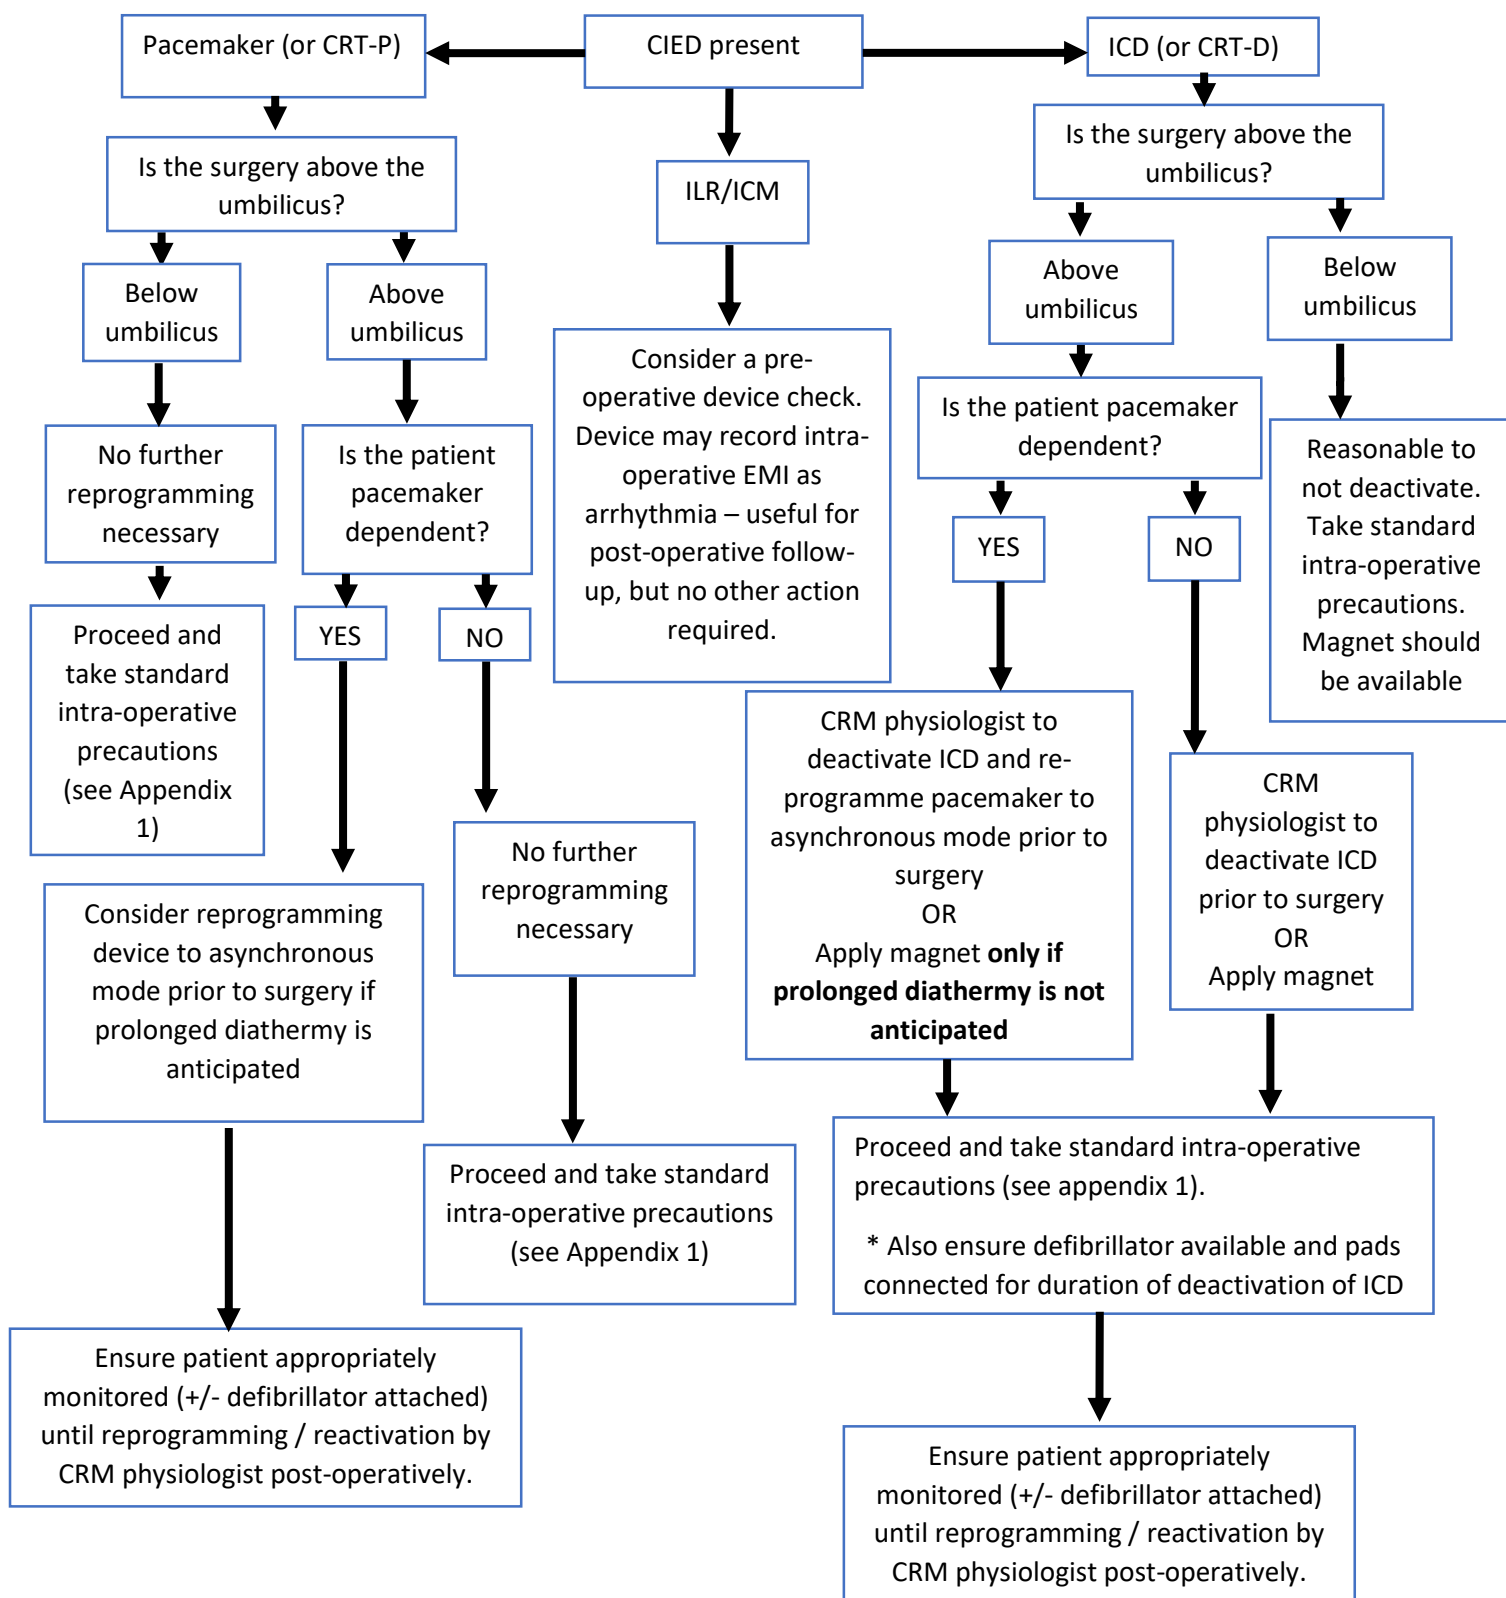 Pacemaker (or CRT-P)
CIED present
ICD (or CRT-D)
Is the surgery above the
umbilicus?
ILR/ICM
Is the surgery above the
umbilicus?
Below
umbilicus
Above
umbilicus
Consider a pre-
operative device check.
Device may record intra-
operative EMI as
arrhythmia – useful for
post-operative follow-
up, but no other action
required.
Above
umbilicus
Below
umbilicus
No further
reprogramming
necessary
Is the patient
pacemaker
dependent?
Is the patient pacemaker
dependent?
Reasonable to
not deactivate.
Take standard
intra-operative
precautions.
Magnet should
be available
YES
NO
Proceed and
take standard
intra-operative
precautions
(see Appendix
1)
YES
NO
CRM physiologist to
deactivate ICD and re-
programme pacemaker to
asynchronous mode prior to
surgery
OR
Apply magnet only if
prolonged diathermy is not
anticipated
CRM
physiologist to
deactivate ICD
prior to surgery
OR
Apply magnet
Consider reprogramming
device to asynchronous
mode prior to surgery if
prolonged diathermy is
anticipated
No further
reprogramming
necessary
Proceed and take standard
intra-operative precautions
(see Appendix 1)
Proceed and take standard intra-operative
precautions (see appendix 1).
* Also ensure defibrillator available and pads
connected for duration of deactivation of ICD
Ensure patient appropriately
monitored (+/- defibrillator attached)
until reprogramming / reactivation by
CRM physiologist post-operatively.
Ensure patient appropriately
monitored (+/- defibrillator attached)
until reprogramming / reactivation by
CRM physiologist post-operatively.